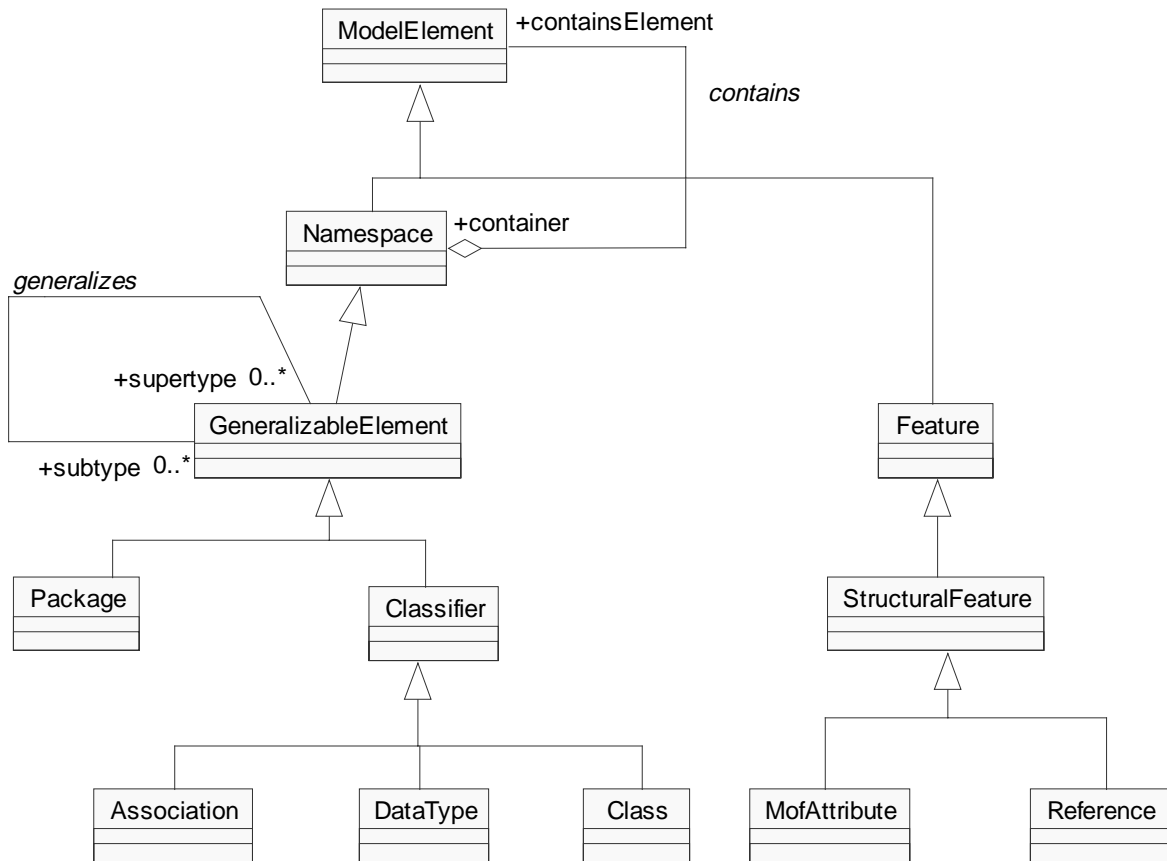 ModelElement
+containsElement
contains
Namespace
+container
generalizes
+supertype 0..*
GeneralizableElement
Feature
+subtype 0..*
Package
Classifier
StructuralFeature
Association
DataType
Class
MofAttribute
Reference